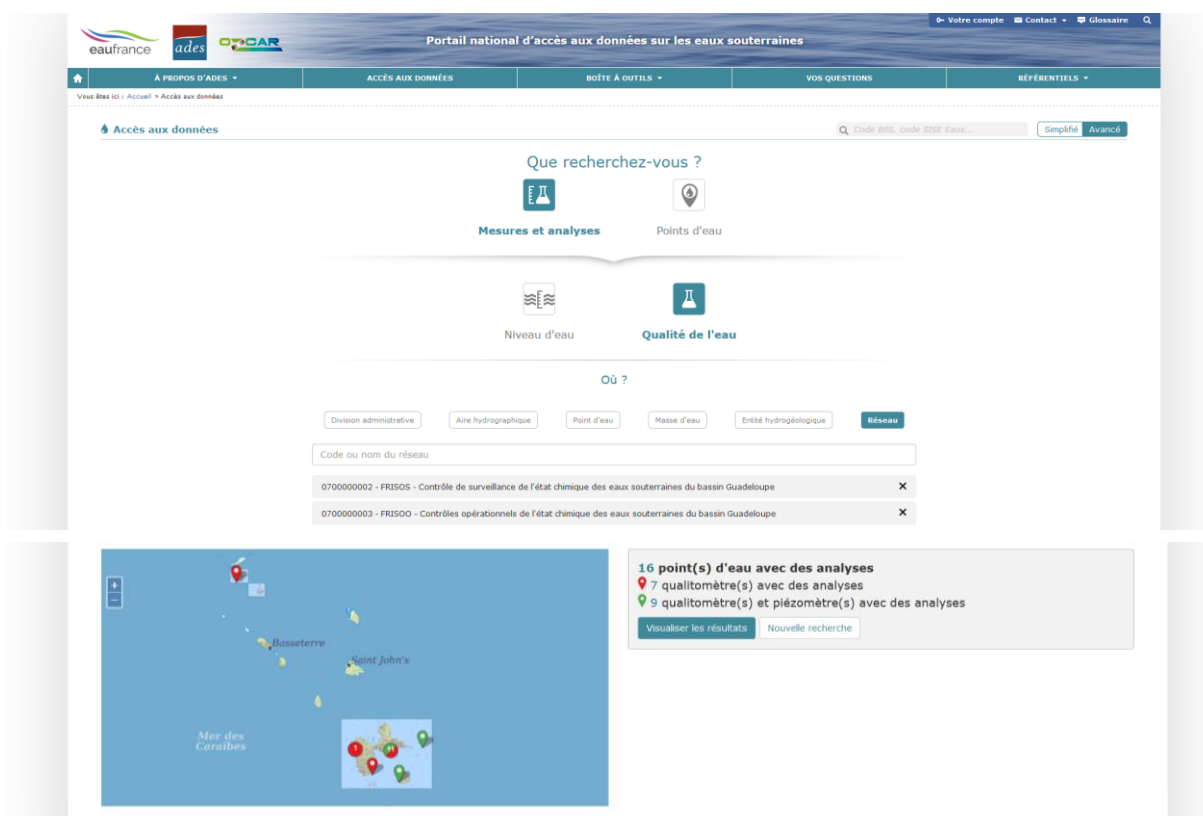 Votre compte Contact Glossaire
eaufrance ades
Portail national d'accès aux données sur les eaux souterraines
À PROPOS D'ADES ACCÈS AUX DONNÉES BOÎTE À OUTILS VOS QUESTIONS RÉFÉRENTIELS
Vous êtes ici : Accueil > Accès aux données
Accès aux données Code BSS, code SISE Eaux... Simplifié Avancé
Que recherchez-vous ?
Mesures et analyses Points d'eau
Niveau d'eau Qualité de l'eau
Où ?
Division administrative Aire hydrographique Point d'eau Masse d'eau Entité hydrogéologique Réseau
Code ou nom du réseau
0700000002 - FRISOS - Contrôle de surveillance de l'état chimique des eaux souterraines du bassin Guadeloupe
0700000003 - FRISOO - Contrôles opérationnels de l'état chimique des eaux souterraines du bassin Guadeloupe
16 point(s) d'eau avec des analyses
7 qualitomètre(s) avec des analyses
9 qualitomètre(s) et piézomètre(s) avec des analyses
Visualiser les résultats Nouvelle recherche
Basseterre
Saint John's
Mer des
Caraïbes